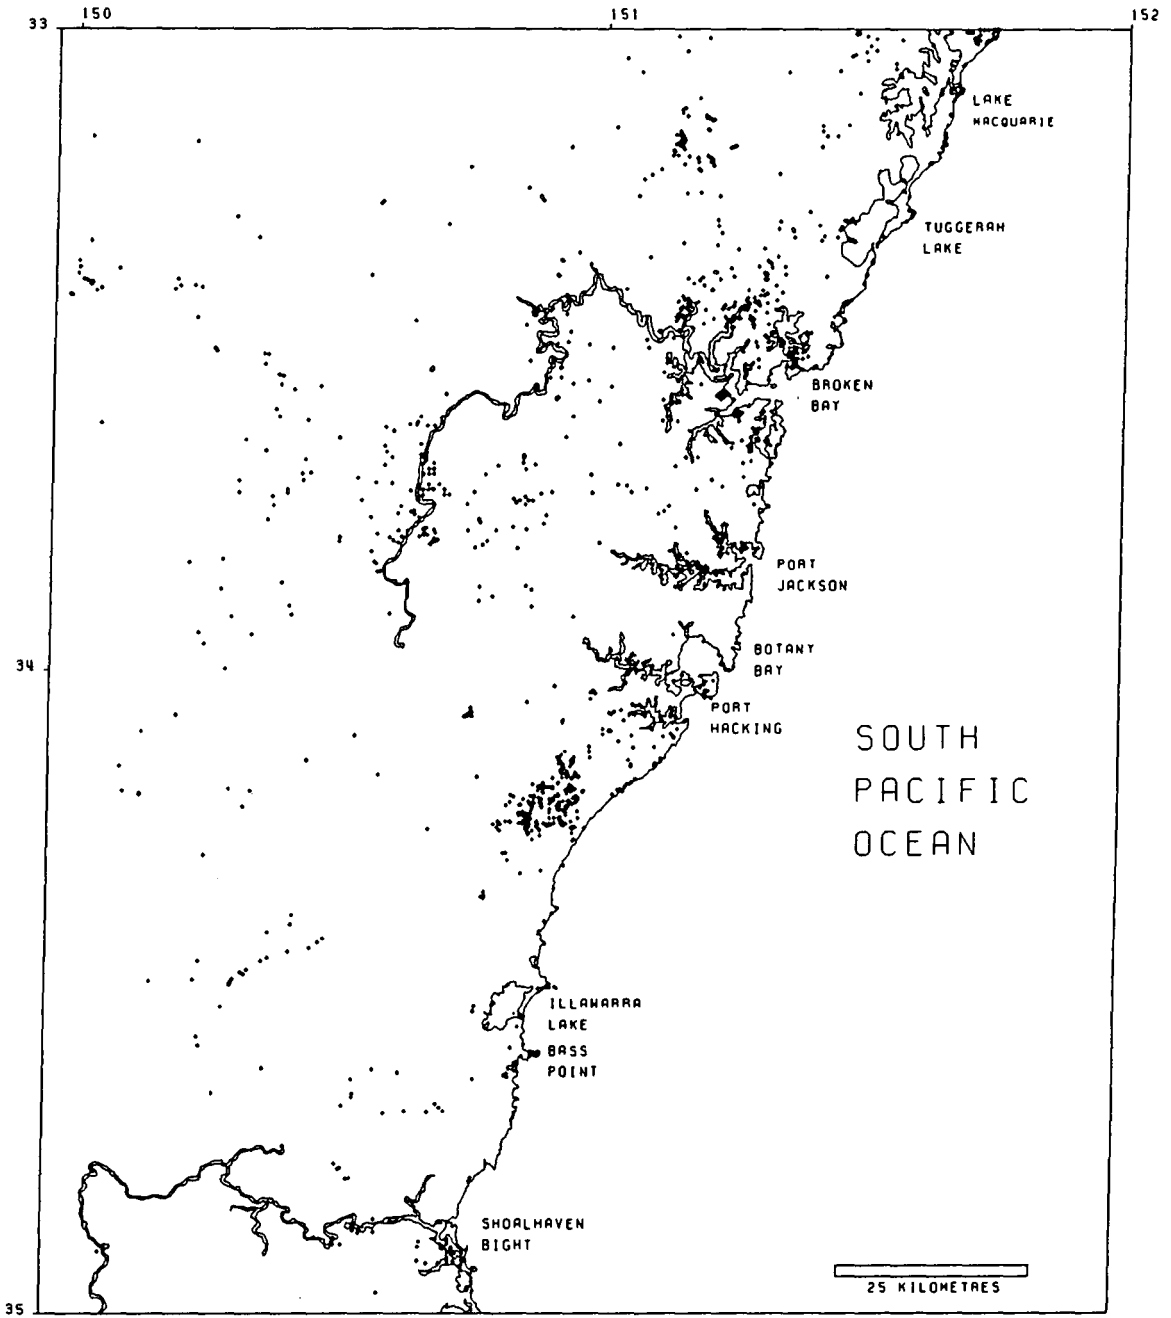 150
151
152
33
LAKE
MACQUARIE
TUGGERAH
LAKE
BROKEN
BAY
PORT
JACKSON
BOTANY
BAY
34
PORT
HACKING
SOUTH
PACIFIC
OCEAN
ILLAWARRA
LAKE
BASS
POINT
SHOALHAVEN
BIGHT
25 KILOMETRES
35